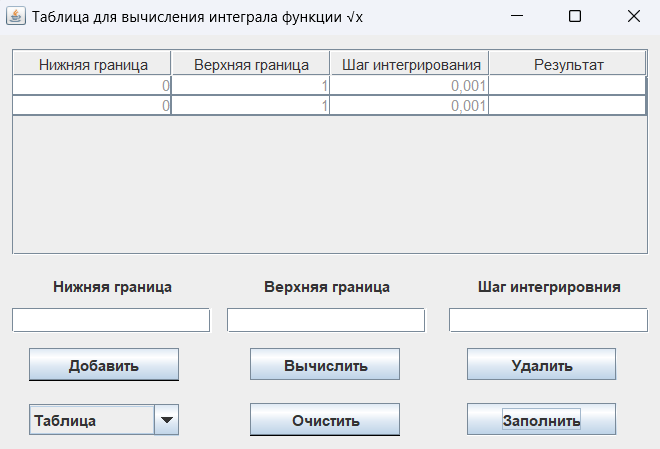 Таблица для вычисления интеграла функции √x
Нижняя граница Верхняя граница Шаг интегрирования Результат
0 1 0,001
0 1 0,001
Нижняя граница Верхняя граница Шаг интегрировния
Добавить Вычислить Удалить
Таблица Очистить Заполнить